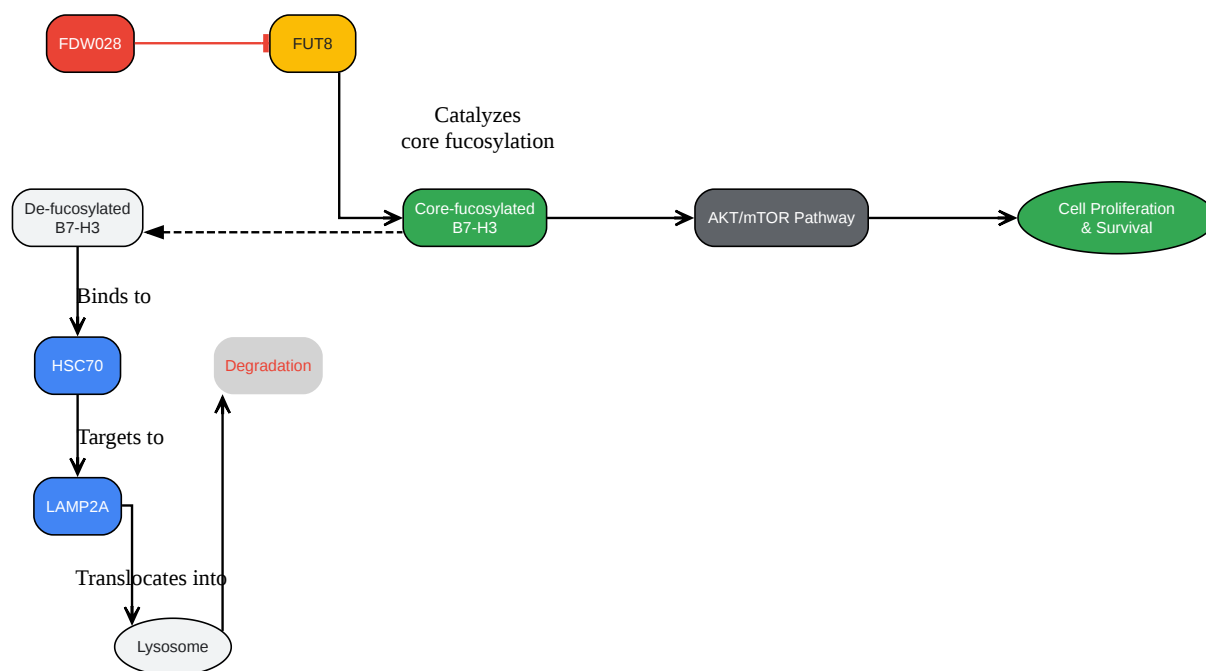 FDW028
FUT8
Catalyzes
core fucosylation
De-fucosylated
B7-H3
Core-fucosylated
B7-H3
AKT/mTOR Pathway
Cell Proliferation
& Survival
Binds to
HSC70
Degradation
Targets to
LAMP2A
Translocates into
Lysosome